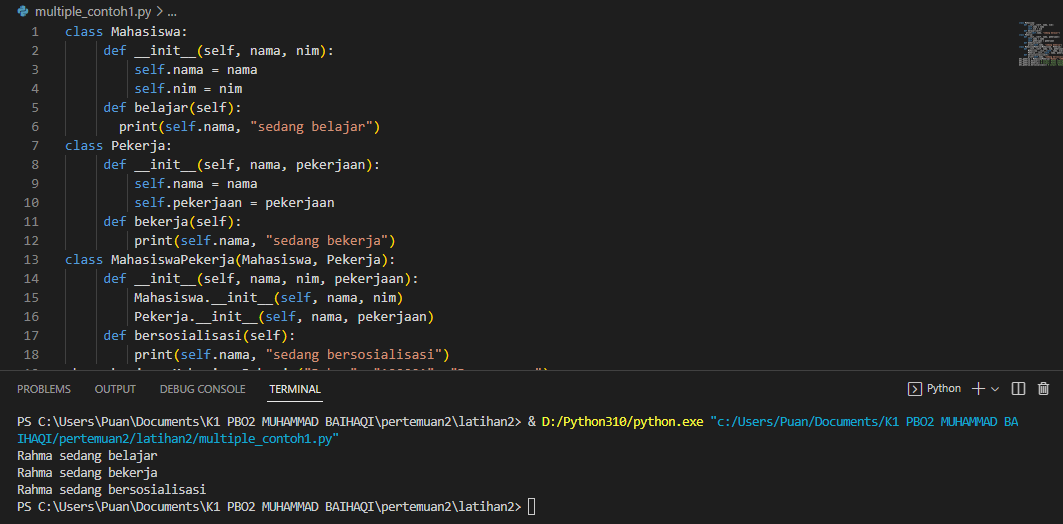 multiple_contoh1.py > ...
1 class Mahasiswa:
2     def __init__(self, nama, nim):
3         self.nama = nama
4         self.nim = nim
5     def belajar(self):
6       print(self.nama, "sedang belajar")
7 class Pekerja:
8     def __init__(self, nama, pekerjaan):
9         self.nama = nama
10         self.pekerjaan = pekerjaan
11     def bekerja(self):
12         print(self.nama, "sedang bekerja")
13 class MahasiswaPekerja(Mahasiswa, Pekerja):
14     def __init__(self, nama, nim, pekerjaan):
15         Mahasiswa.__init__(self, nama, nim)
16         Pekerja.__init__(self, nama, pekerjaan)
17     def bersosialisasi(self):
18         print(self.nama, "sedang bersosialisasi")
PROBLEMS OUTPUT DEBUG CONSOLE TERMINAL Python
PS C:\Users\Puan\Documents\K1 PBO2 MUHAMMAD BAIHAQI\pertemuan2\latihan2> & D:/Python310/python.exe "c:/Users/Puan/Documents/K1 PBO2 MUHAMMAD BA
IHAQI/pertemuan2/latihan2/multiple_contoh1.py"
Rahma sedang belajar
Rahma sedang bekerja
Rahma sedang bersosialisasi
PS C:\Users\Puan\Documents\K1 PBO2 MUHAMMAD BAIHAQI\pertemuan2\latihan2>